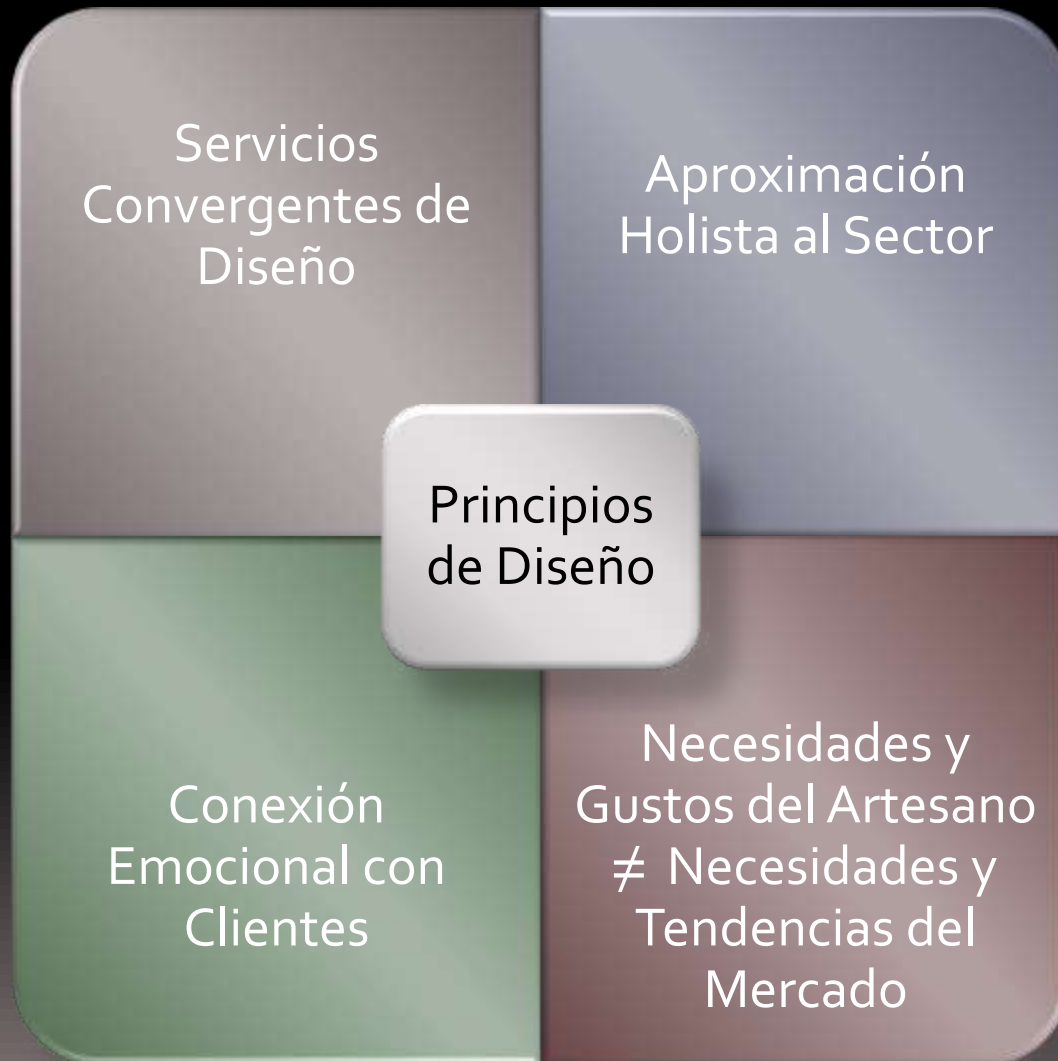 Servicios
Convergentes de
Diseño
Aproximación
Holista al Sector
Principios
de Diseño
Conexión
Emocional con
Clientes
Necesidades y
Gustos del Artesano
≠ Necesidades y
Tendencias del
Mercado